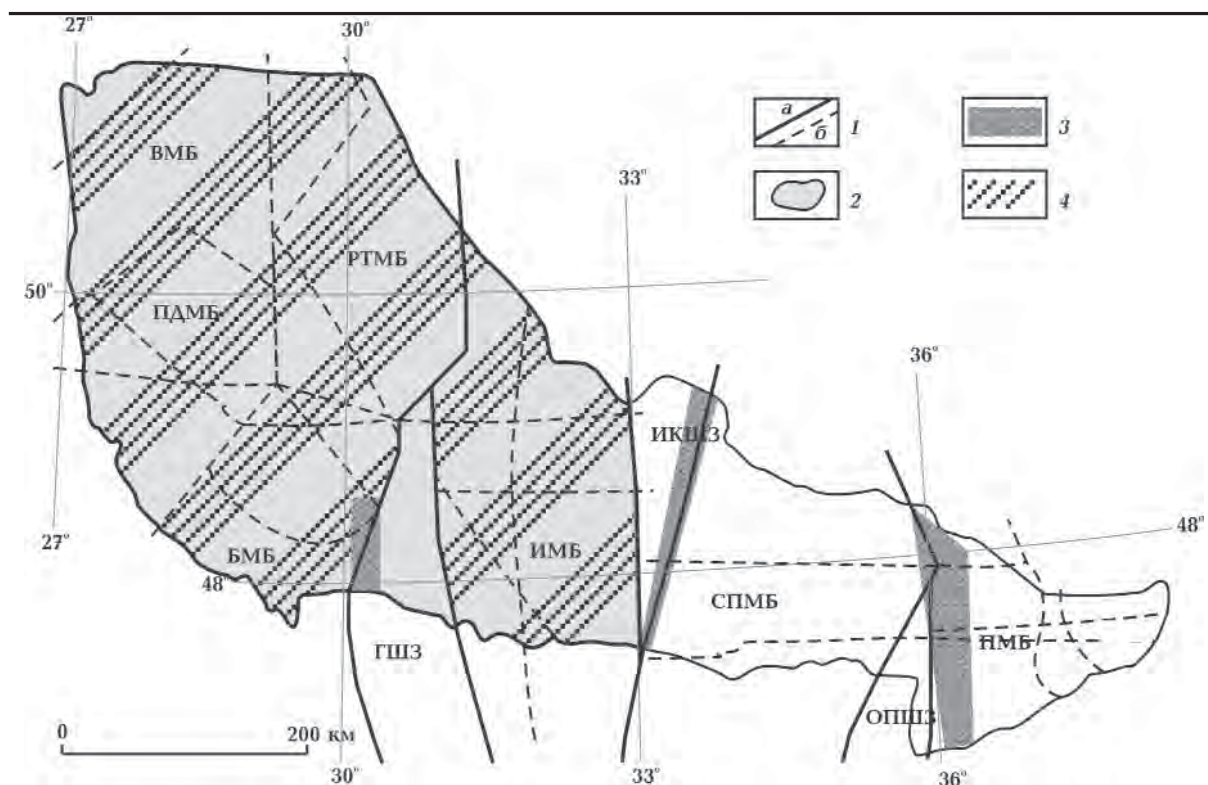 27°
30°
а
б
1
3
ВМБ
33°
2
4
РТМБ
50°
ПДМБ
36°
ИКШЗ
48°
27°
БМБ
ИМБ
48°
СПМБ
ГШЗ
ПМБ
ОПШЗ
0
200 км
30°
33°
36°